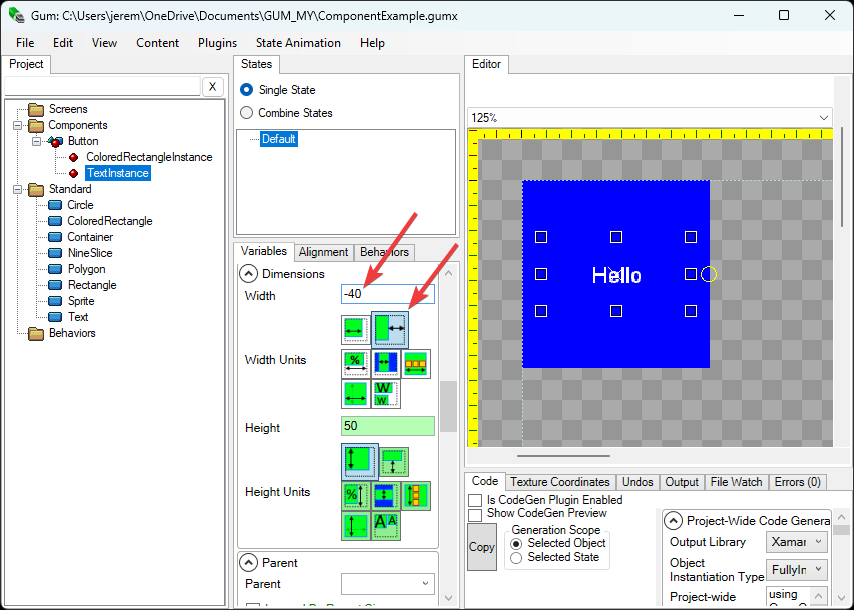 Gum: C:\Users\jerem\OneDrive\Documents\GUM_MY\ComponentExample.gumx
File Edit View Content Plugins State Animation Help
Project
X
Screens
Components
Button
ColoredRectangleInstance
TextInstance
Standard
Circle
ColoredRectangle
Container
NineSlice
Polygon
Rectangle
Sprite
Text
Behaviors
States
Single State
Combine States
Default
Variables Alignment Behaviors
Dimensions
Width -40
Width Units
%
W
W
Height 50
Height Units
%
A A
Parent
Parent
Editor
125%
Hello
Code Texture Coordinates Undos Output File Watch Errors (0)
Is CodeGen Plugin Enabled
Show CodeGen Preview
Copy
Generation Scope
Selected Object
Selected State
Project-Wide Code Genera
Output Library Xamar
Object
Instantiation Type FullyIn
Project-wide using